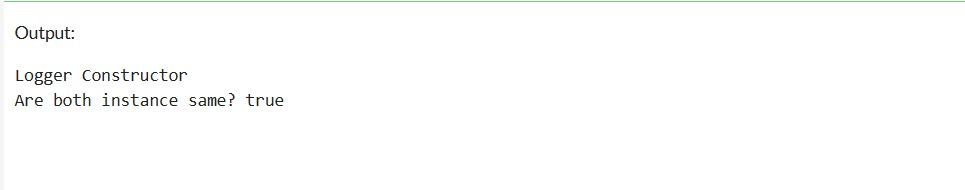 Output:
Logger Constructor
Are both instance same? true